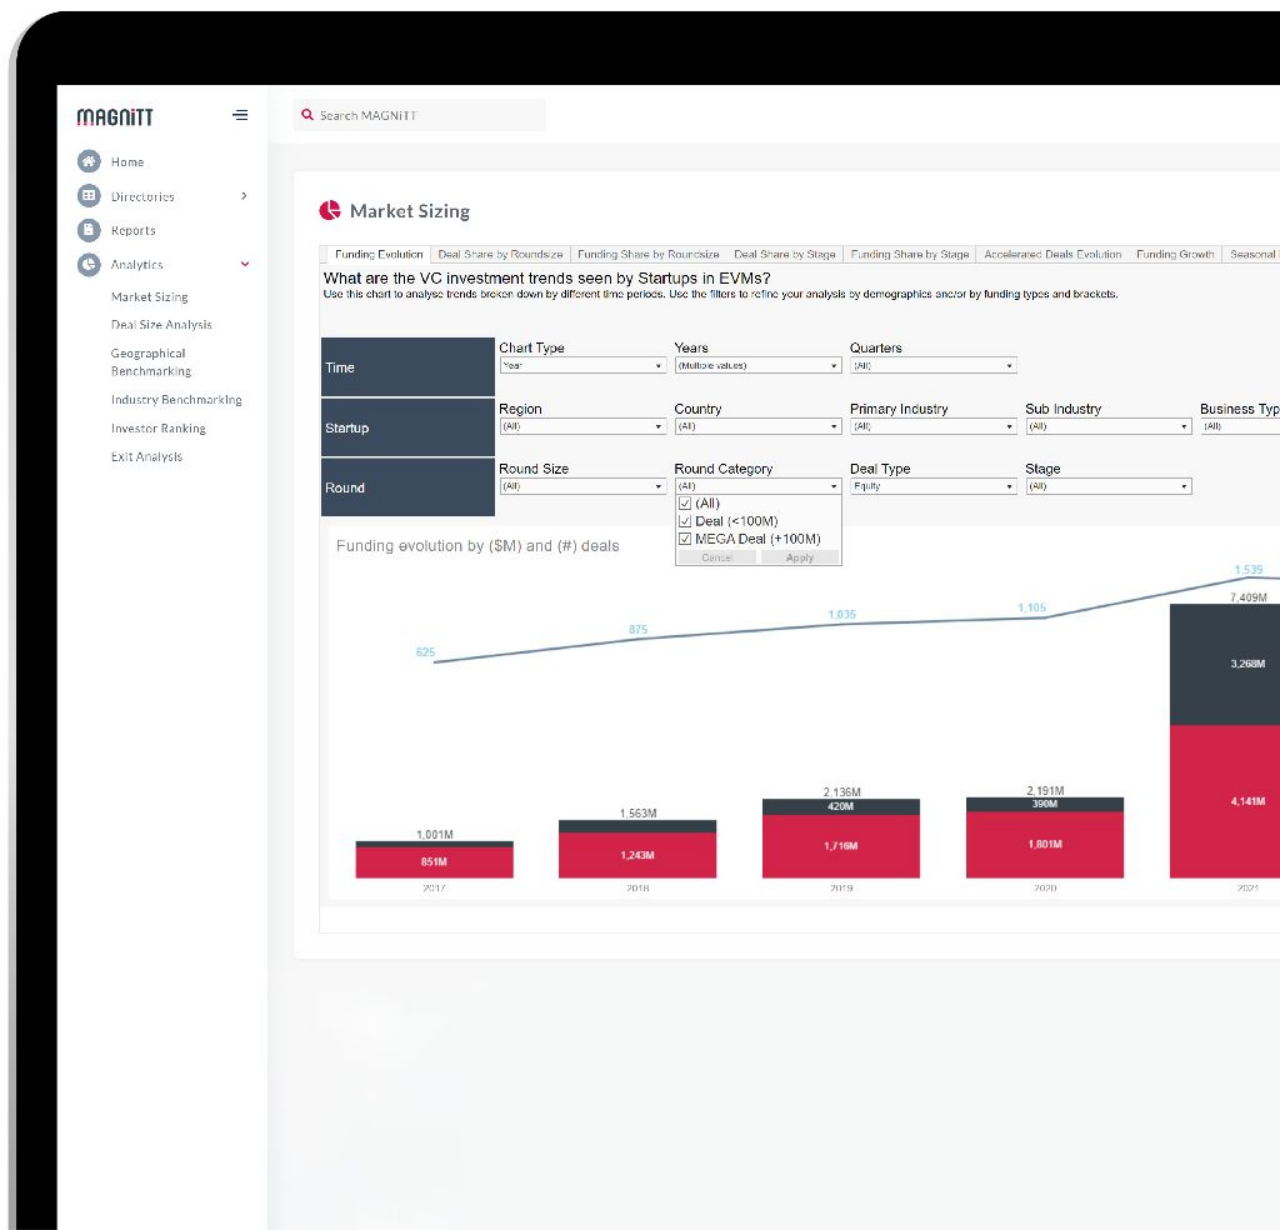 MAGNiTT
Search MAGNiTT
Home
Directories
Reports
Analytics
Market Sizing
Deal Size Analysis
Geographical
Benchmarking
Industry Benchmarking
Investor Ranking
Exit Analysis
Market Sizing
Funding Evolution Deal Share by Roundsize Funding Share by Roundsize Deal Share by Stage Funding Share by Stage Accelerated Deals Evolution Funding Growth Seasonal
What are the VC investment trends seen by Startups in EVMs?
Use this chart to analyse trends broken down by different time periods. Use the filters to refine your analysis by demographics and/or by funding types and brackets.
Time
Chart Type Years Quarters
Year (Multiple values) (All)
Startup
Region Country Primary Industry Sub Industry Business Typ
(All) (All) (All) (All) (All)
Round
Round Size Round Category Deal Type Stage
(All) (All) Equity (All)
(All)
Deal (<100M)
MEGA Deal (+100M)
Cancel Apply
Funding evolution by ($M) and (#) deals
625 875 1,035 1,105 1,539
1,001M 1,563M 2,136M 2,191M 7,409M
420M 390M 3,268M
851M 1,243M 1,716M 1,801M 4,141M
2017 2018 2019 2020 2021